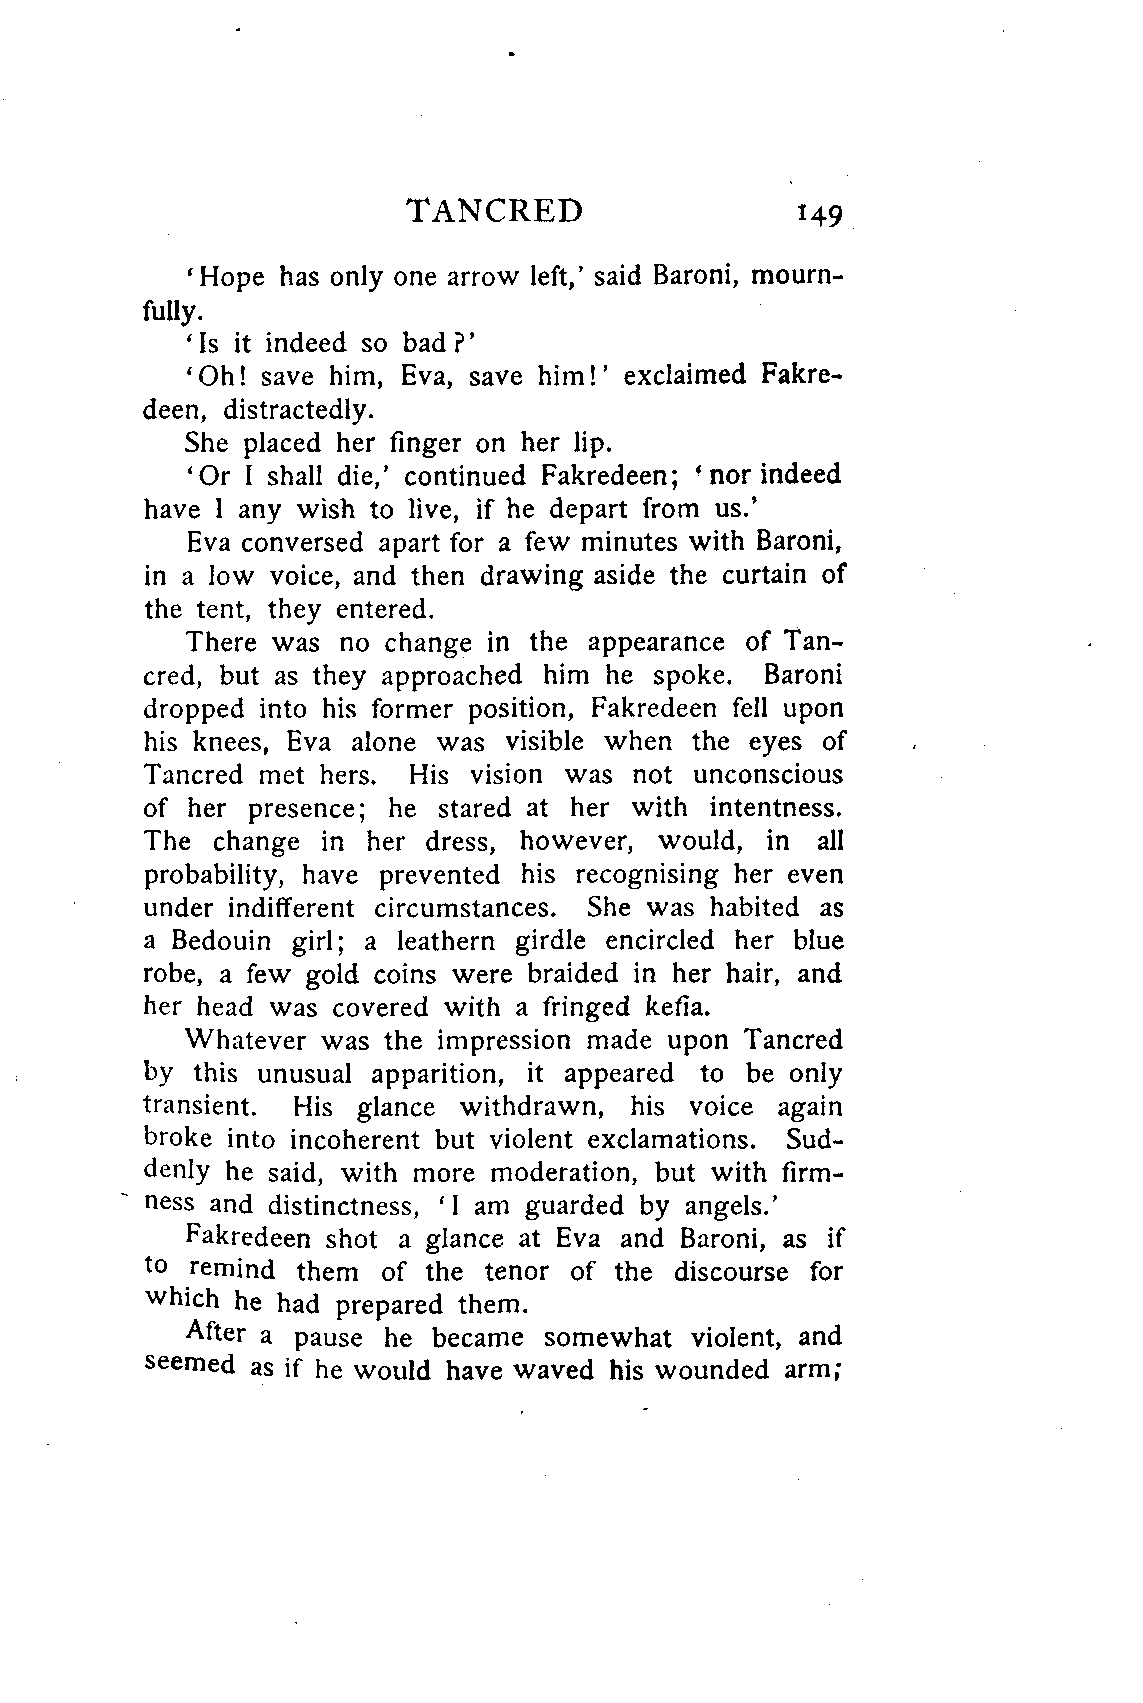 TANCRED 149
‘Hope has only one arrow left,’ said Baroni, mourn-
fully.
‘Is it indeed so bad?’
‘Oh! save him, Eva, save him!’ exclaimed Fakre-
deen, distractedly.
She placed her finger on her lip.
‘Or I shall die,’ continued Fakredeen; ‘nor indeed
have I any wish to live, if he depart from us.’
Eva conversed apart for a few minutes with Baroni,
in a low voice, and then drawing aside the curtain of
the tent, they entered.
There was no change in the appearance of Tan-
cred, but as they approached him he spoke. Baroni
dropped into his former position, Fakredeen fell upon
his knees, Eva alone was visible when the eyes of
Tancred met hers. His vision was not unconscious
of her presence; he stared at her with intentness.
The change in her dress, however, would, in all
probability, have prevented his recognising her even
under indifferent circumstances. She was habited as
a Bedouin girl; a leathern girdle encircled her blue
robe, a few gold coins were braided in her hair, and
her head was covered with a fringed kefia.
Whatever was the impression made upon Tancred
by this unusual apparition, it appeared to be only
transient. His glance withdrawn, his voice again
broke into incoherent but violent exclamations. Sud-
denly he said, with more moderation, but with firm-
ness and distinctness, ‘I am guarded by angels.’
Fakredeen shot a glance at Eva and Baroni, as if
to remind them of the tenor of the discourse for
which he had prepared them.
After a pause he became somewhat violent, and
seemed as if he would have waved his wounded arm;